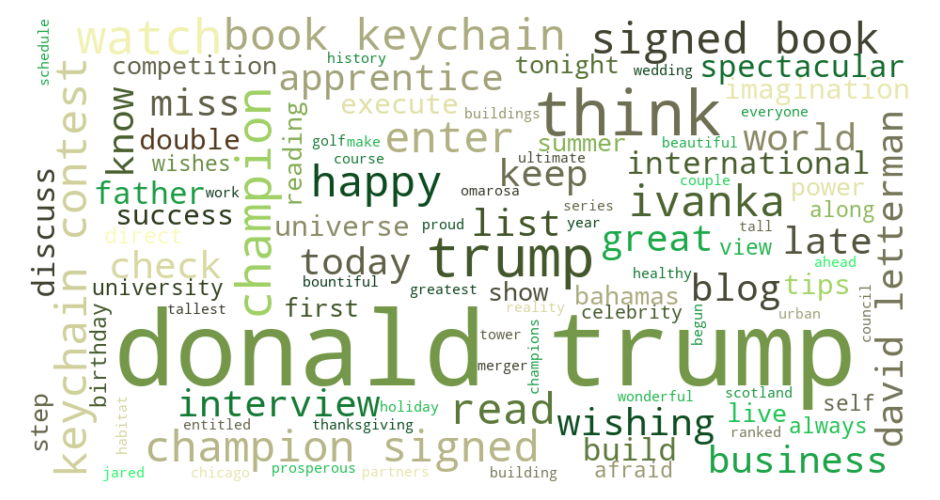 schedule
watch
book keychain
signed book
history
competition
apprentice
tonight
wedding
spectacular
miss
execute
buildings
imagination
know
champion
reading
think
everyone
double
enter
golf
make
summer
beautiful
world
wishes
course
ultimate
international
father
work
happy
omarosa
keep
couple
power
keychain contest
discuss
success
universe
proud
list
series
year
ivanka
along
david letterman
direct
great
tall
view
late
check
today
trump
healthy
ahead
university
bountiful
greatest
show
bahamas
blog
tips
tallest
first
reality
celebrity
begun
urban
council
birthday
donald trump
tower
merger
champions
step
habitat
interview
holiday
read
wonderful
scotland
self
entitled
thanksgiving
wishing
live
ranked
always
champion signed
build
jared
chicago
prosperous
partners
building
afraid
business